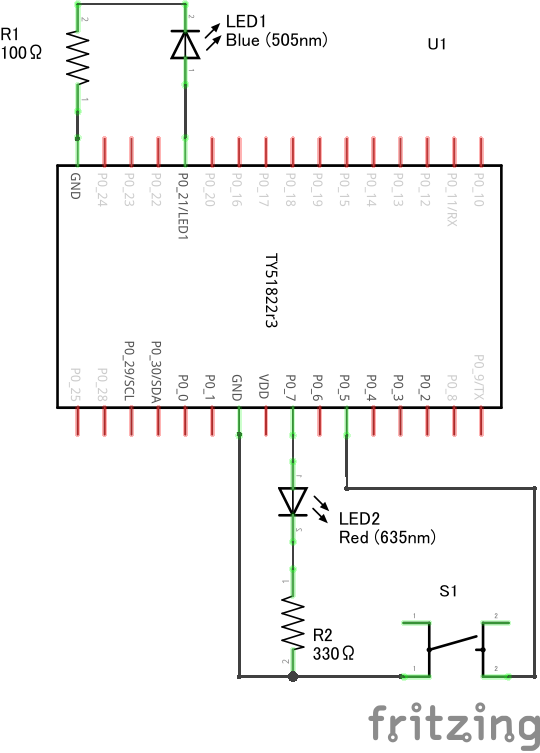 LED1
Blue (505nm)
R1
100Ω
U1
2
2
1
1
GND
P0_24
P0_23
P0_22
P0_21/LED1
P0_20
P0_16
P0_17
P0_18
P0_19
P0_15
P0_14
P0_13
P0_12
P0_11/RX
P0_10
TY51822r3
P0_25
P0_28
P0_29/SCL
P0_30/SDA
P0_0
P0_1
GND
VDD
P0_7
P0_6
P0_5
P0_4
P0_3
P0_2
P0_8
P0_9/TX
1
LED2
Red (635nm)
2
1
S1
R2
330Ω
2
1
2
1
2
fritzing